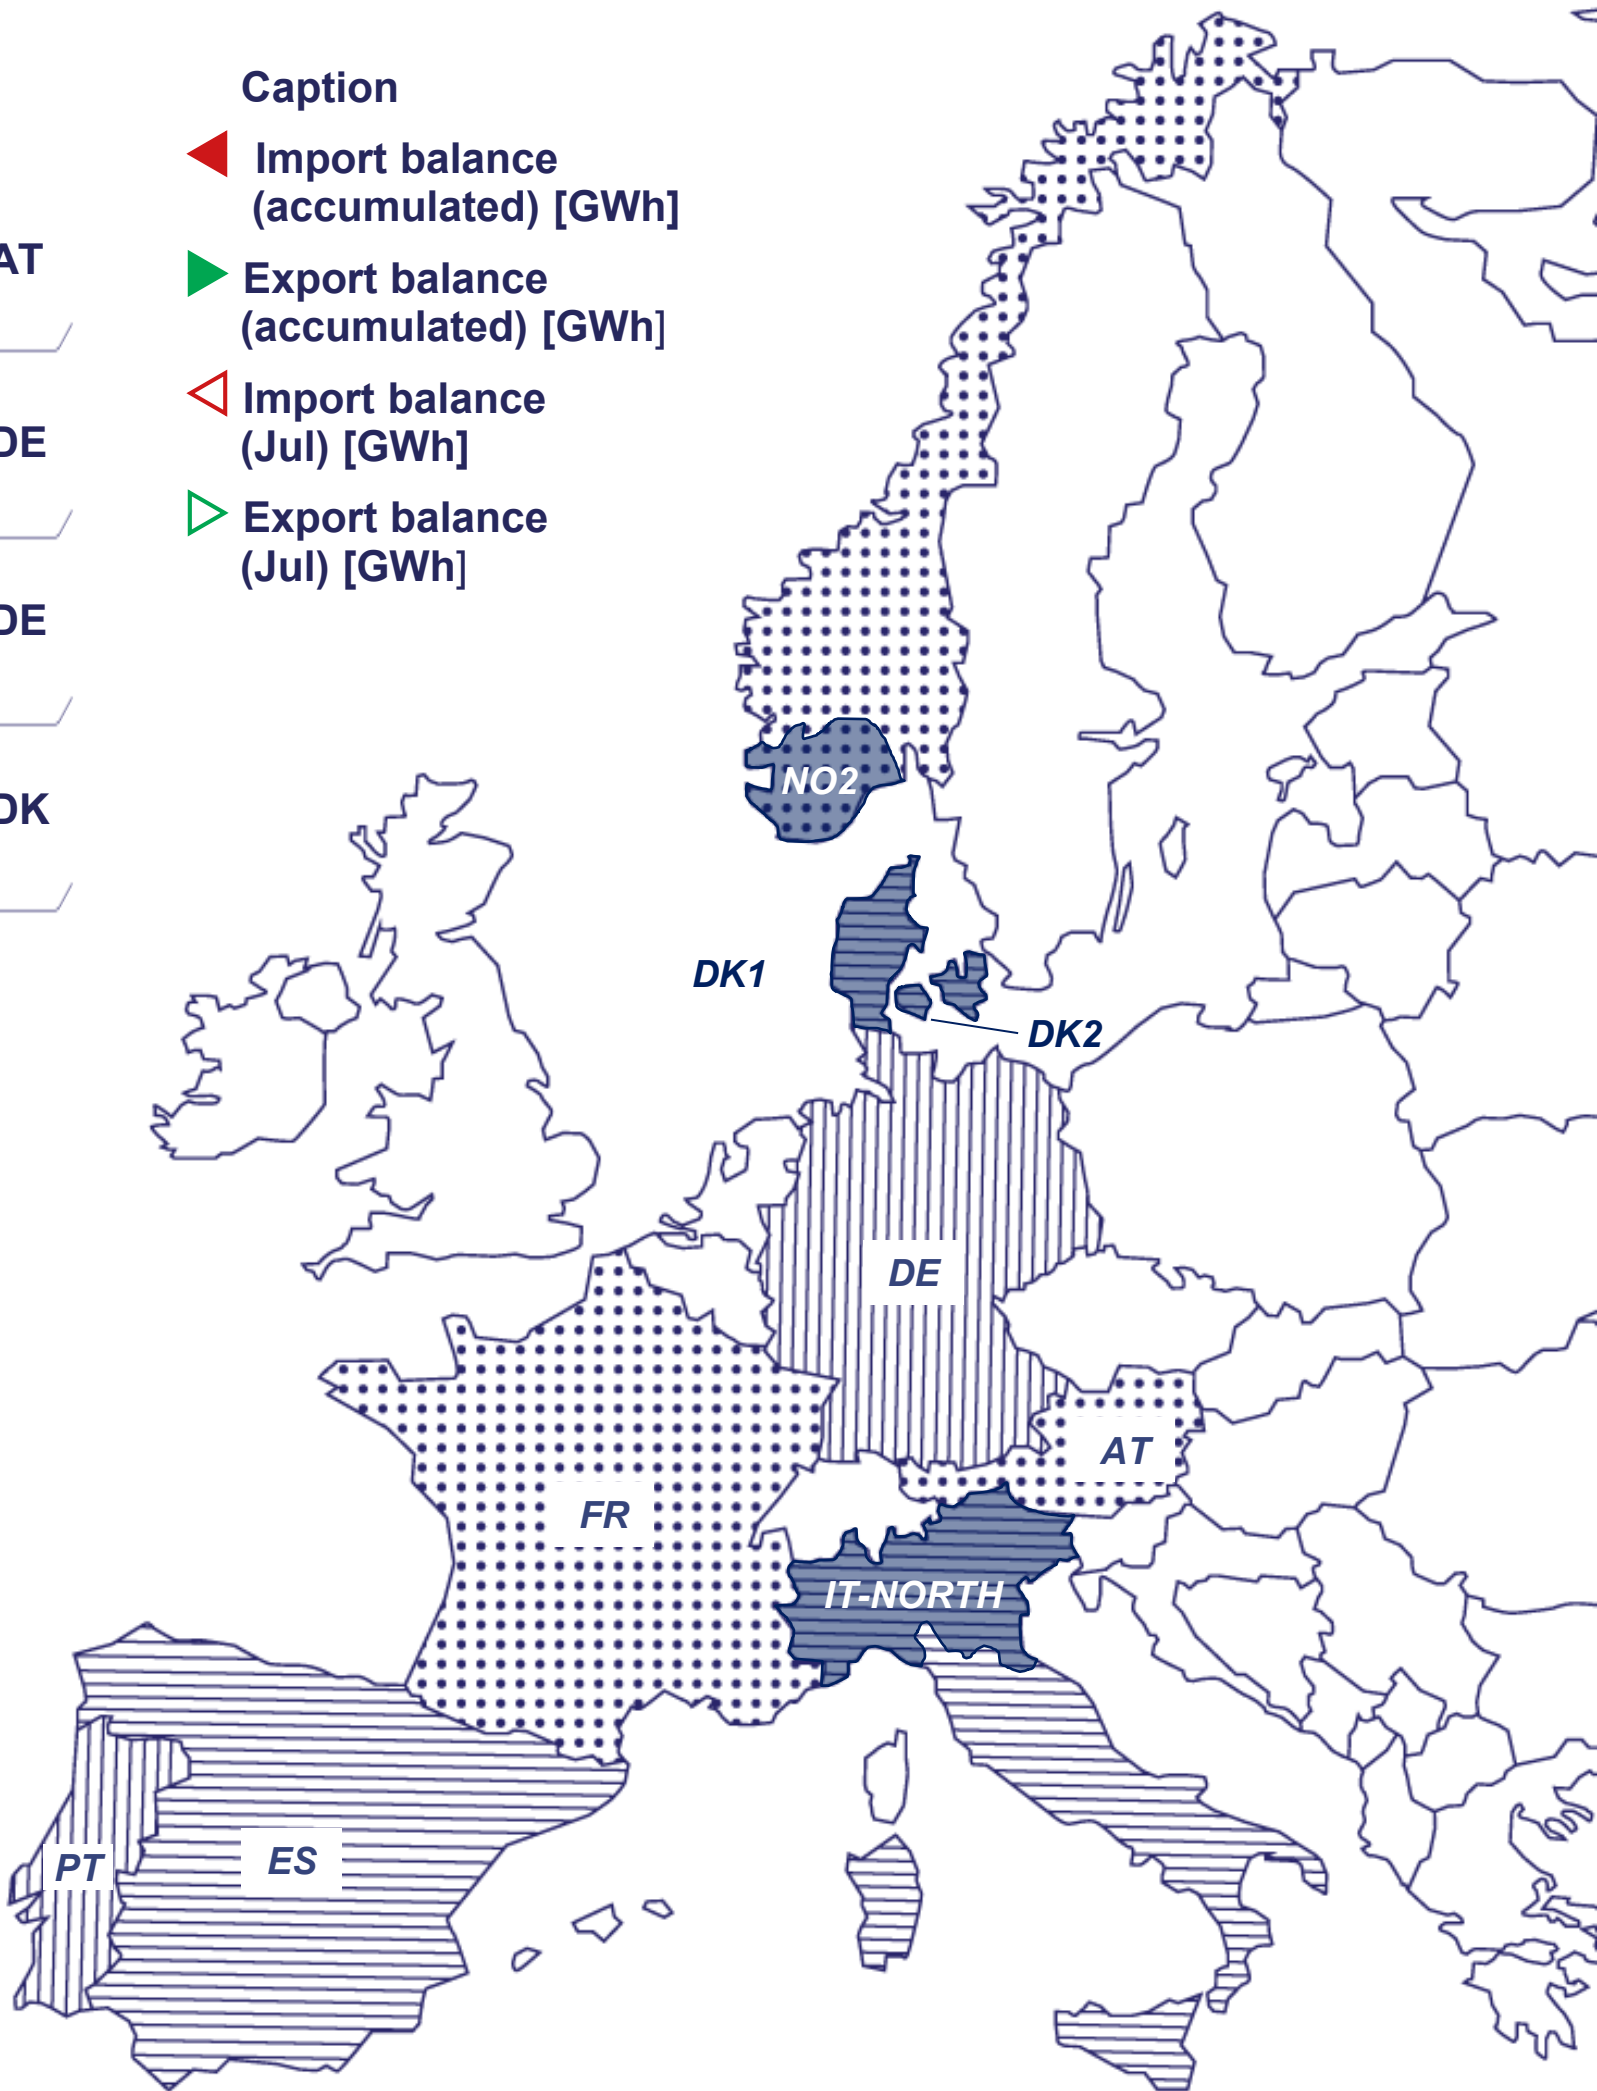 Caption
Import balance
(accumulated) [GWh]
Export balance
(accumulated) [GWh]
Import balance
(Jul) [GWh]
Export balance
(Jul) [GWh]
AT
DE
DE
DK
NO2
DK1
DK2
DE
AT
FR
IT-NORTH
PT
ES